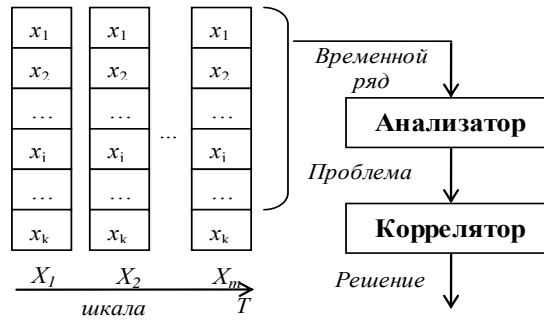 x₁ x₁ x₁
x₂ x₂ x₂
... ... ...
xᵢ xᵢ ... xᵢ
... ... ...
xₖ xₖ xₖ
X₁ X₂ Xₘ
шкала T
Временной
ряд
Анализатор
Проблема
Коррелятор
Решение